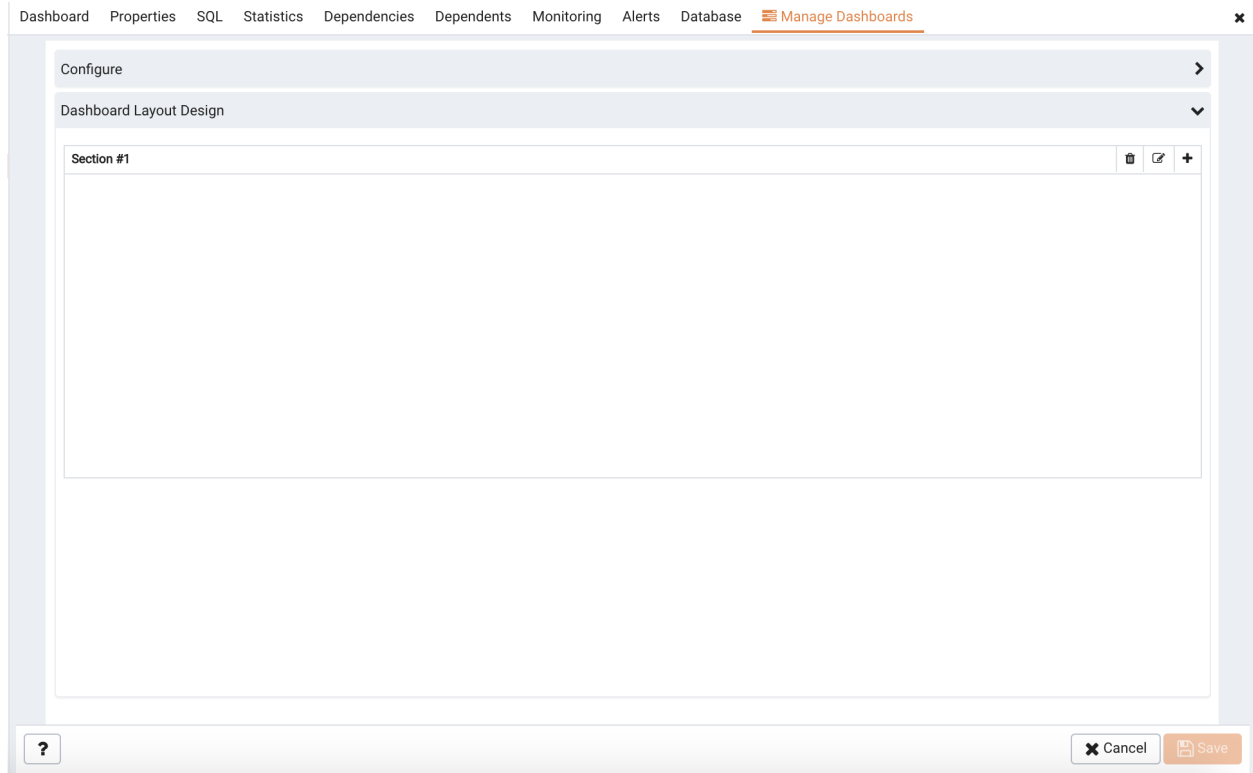 Dashboard Properties SQL Statistics Dependencies Dependents Monitoring Alerts Database Manage Dashboards
Configure
Dashboard Layout Design
Section #1
? Cancel Save